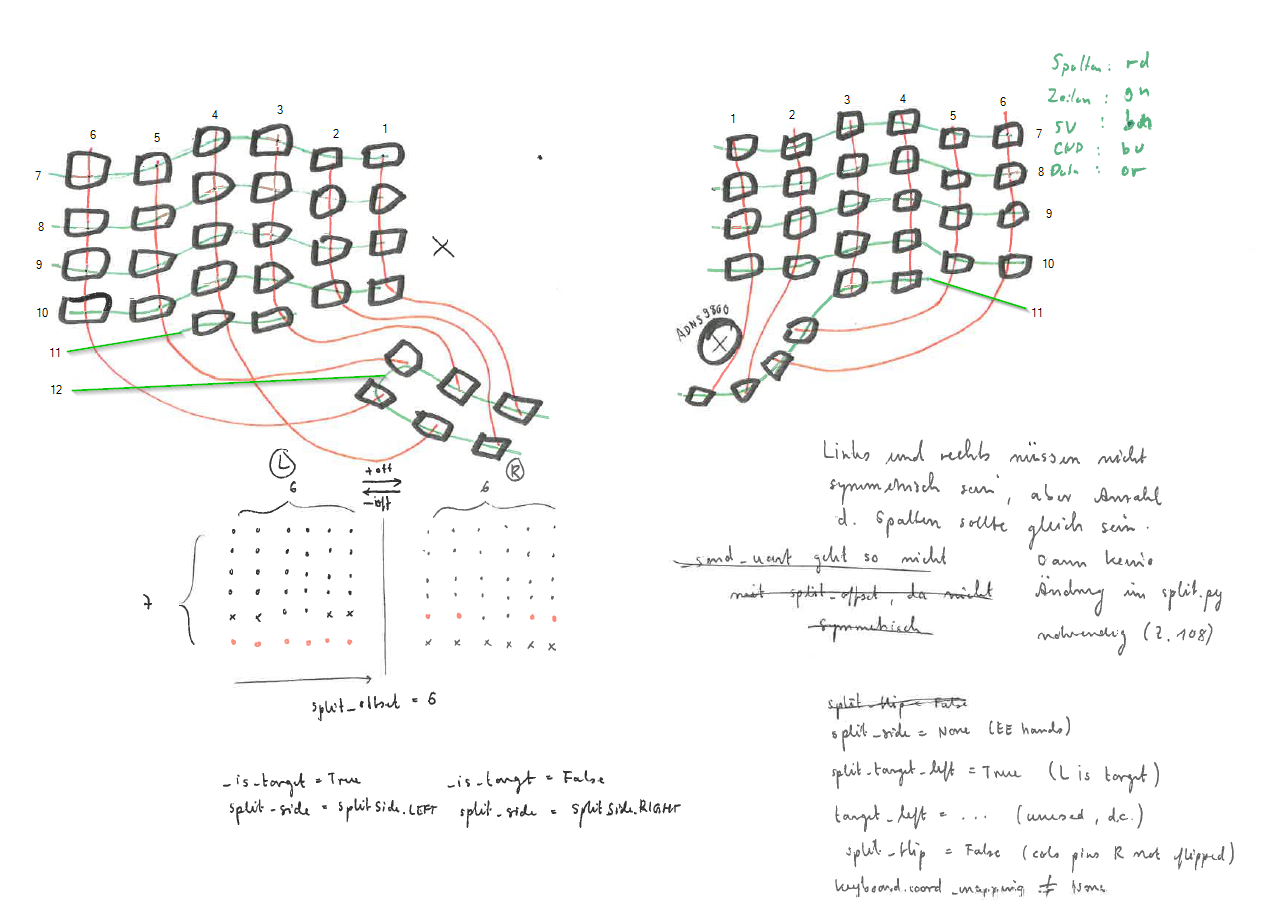 Spalten: rd
Zeilen : gn
5V :
GND : bu
Data : or
6 5 4 3 2 1
7
8
9
10
11
12
1 2 3 4 5 6
7
8
9
10
11
ADNS9800
L
R
+off
-off
6
6
7
split_offset = 6
_is_target = True
split_side = splitSide.LEFT
_is_targt = False
split_side = SplitSide.RIGHT
Links und rechts müssen nicht
symmetrisch sein, aber Anzahl
d. Spalten sollte gleich sein.
smd_uart geht so nicht
mit split_offset, da nicht
symmetrisch
Dann keine
Ändrug im split.py
notwendig (Z.108)
split_flip = False
split_side = None (EE hands)
split_target_left = True (L is target)
target_left = ... (unused, d.c.)
split_flip = False (cols pins R not flipped)
keyboard.coord_mapping ≠ None